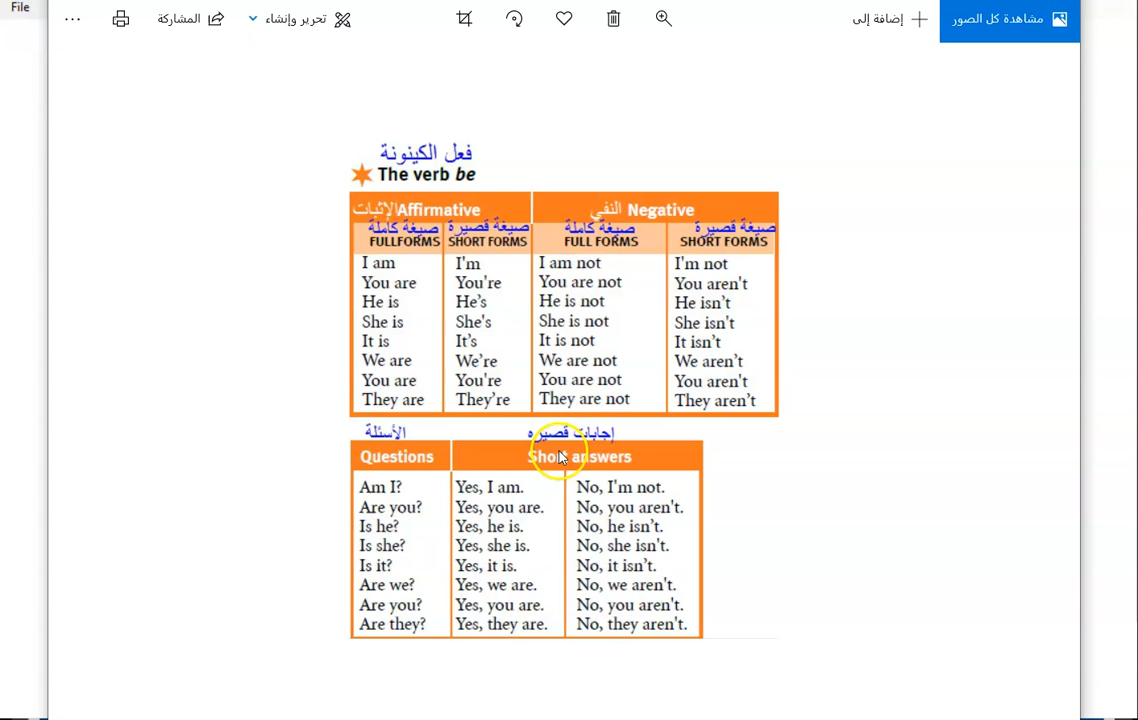 File
مشاهدة كل الصور
إضافة إلى
تحرير وإنشاء
المشاركة
فعل الكينونة
The verb be
الإثبات Affirmative
النفي Negative
صيغة كاملة صيغة قصيرة صيغة كاملة صيغة قصيرة
FULLFORMS SHORT FORMS FULL FORMS SHORT FORMS
I am I'm I am not I'm not
You are You're You are not You aren't
He is He's He is not He isn't
She is She's She is not She isn't
It is It's It is not It isn't
We are We're We are not We aren't
You are You're You are not You aren't
They are They're They are not They aren't
الأسئلة إجابات قصيره
Questions Short answers
Am I? Yes, I am. No, I'm not.
Are you? Yes, you are. No, you aren't.
Is he? Yes, he is. No, he isn't.
Is she? Yes, she is. No, she isn't.
Is it? Yes, it is. No, it isn't.
Are we? Yes, we are. No, we aren't.
Are you? Yes, you are. No, you aren't.
Are they? Yes, they are. No, they aren't.